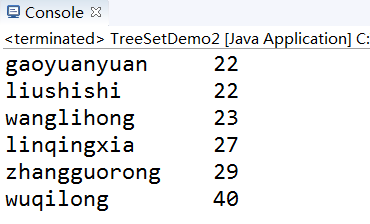 Console
<terminated> TreeSetDemo2 [Java Application] C:
gaoyuanyuan 22
liushishi 22
wanglihong 23
linqingxia 27
zhangguorong 29
wuqilong 40